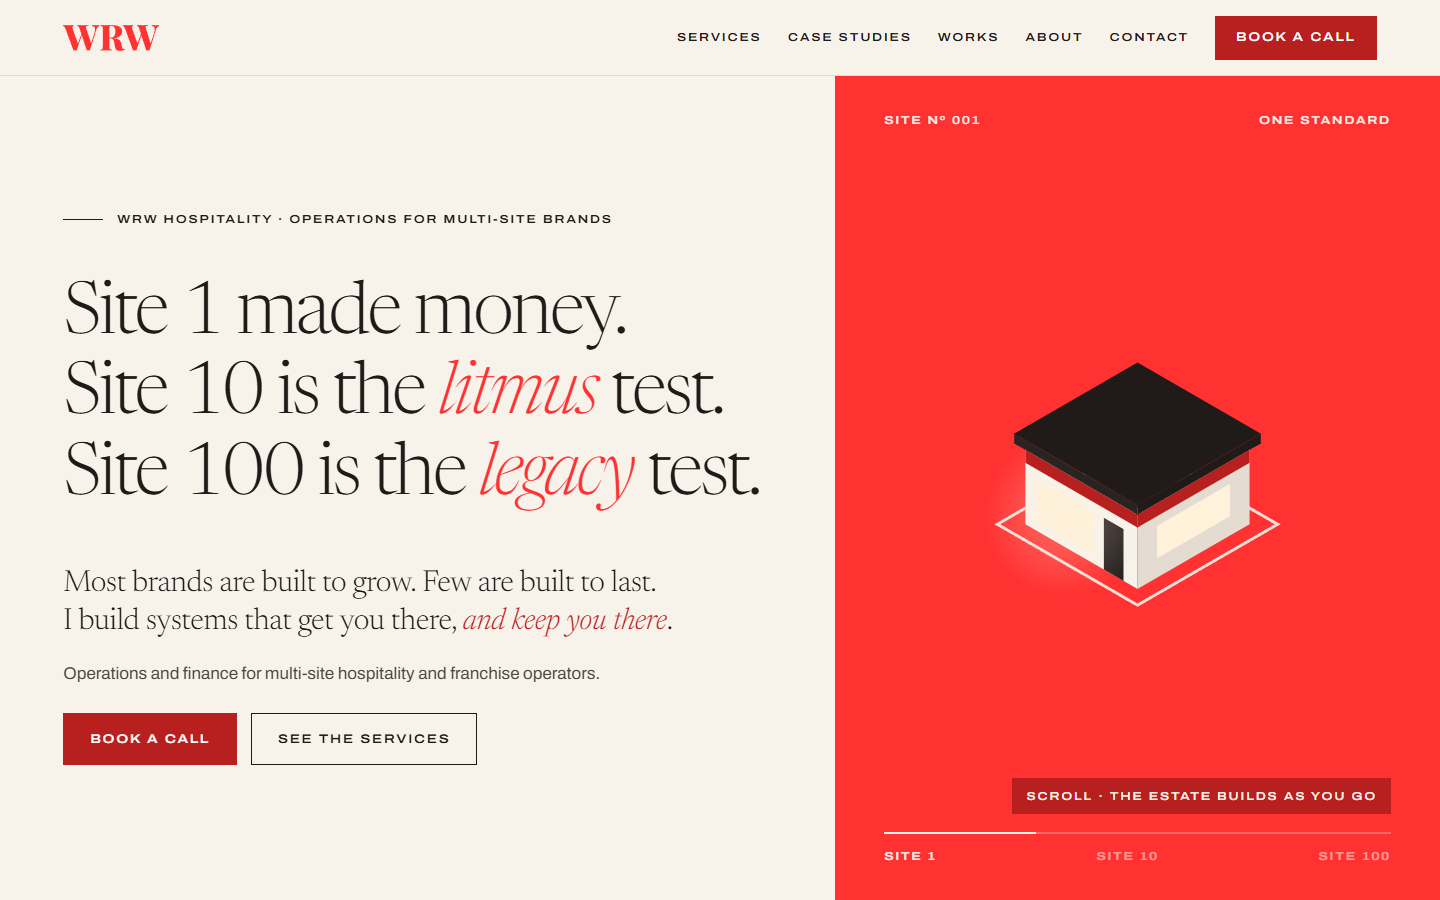 WRW
SERVICES CASE STUDIES WORKS ABOUT CONTACT BOOK A CALL
SITE Nº 001
ONE STANDARD
WRW HOSPITALITY · OPERATIONS FOR MULTI-SITE BRANDS
Site 1 made money.
Site 10 is the litmus test.
Site 100 is the legacy test.
Most brands are built to grow. Few are built to last.
I build systems that get you there, and keep you there.
Operations and finance for multi-site hospitality and franchise operators.
BOOK A CALL
SEE THE SERVICES
SCROLL · THE ESTATE BUILDS AS YOU GO
SITE 1 SITE 10 SITE 100